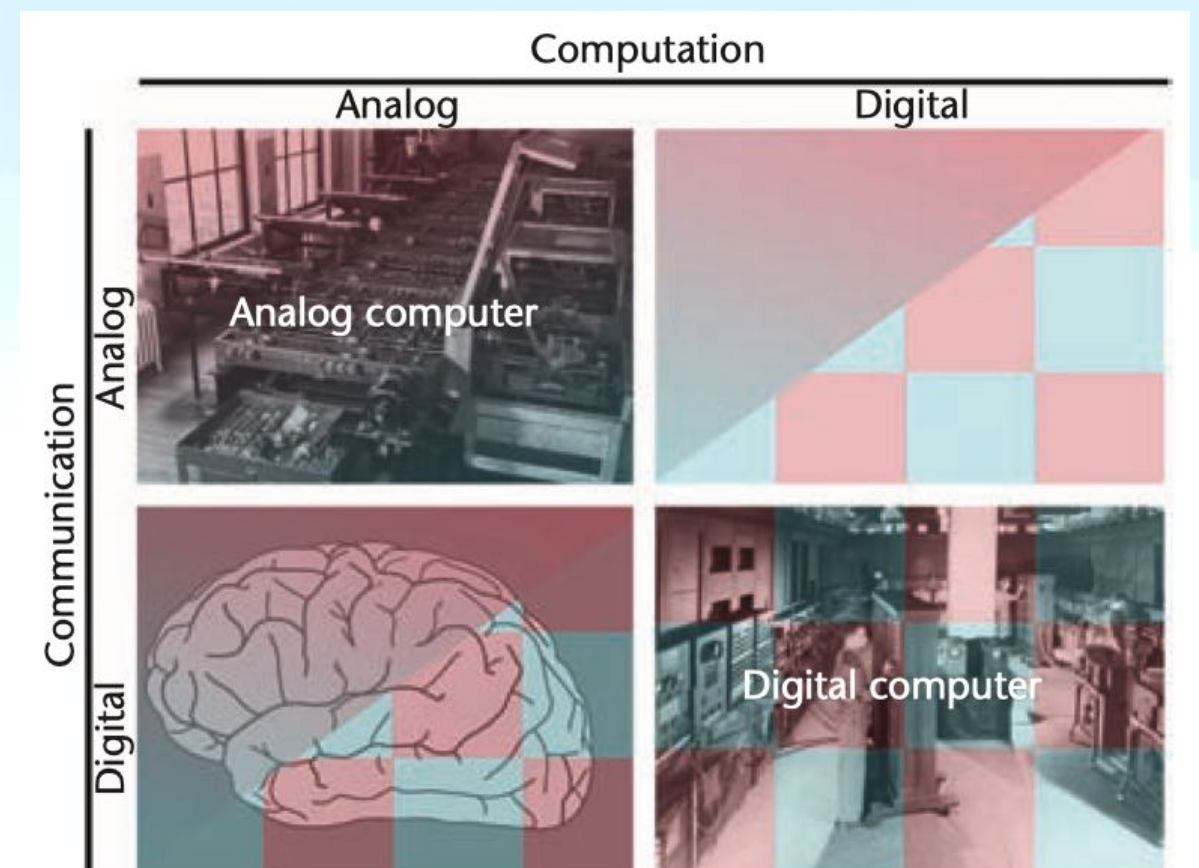 Computation
Analog
Digital
Communication
Analog
Analog computer
Digital
Digital computer